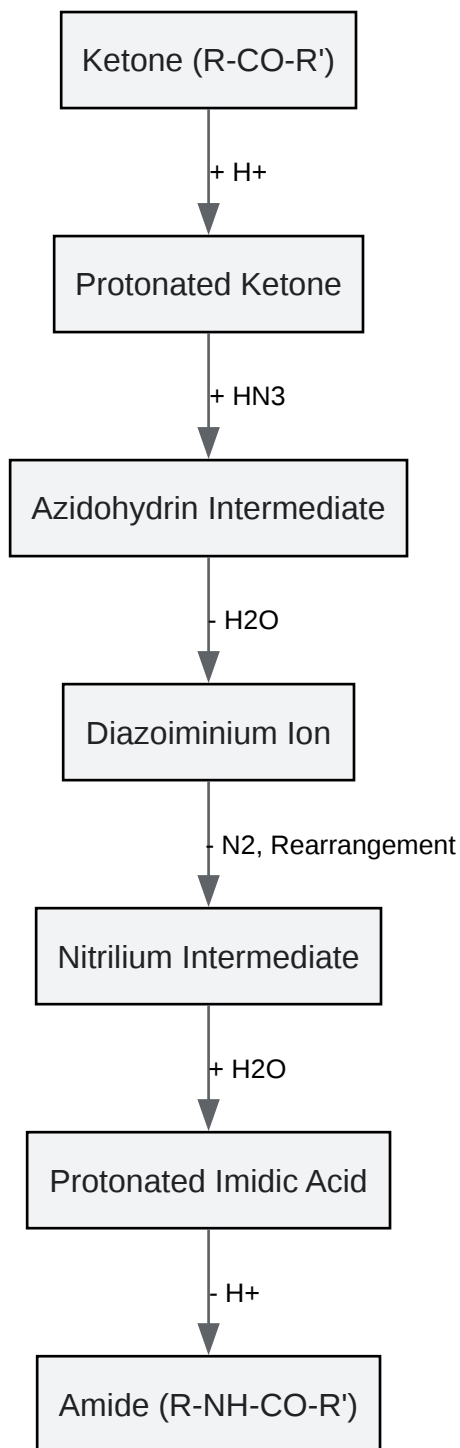 Ketone (R-CO-R')
+ H+
Protonated Ketone
+ HN3
Azidohydrin Intermediate
- H2O
Diazoiminium Ion
- N2, Rearrangement
Nitrilium Intermediate
+ H2O
Protonated Imidic Acid
- H+
Amide (R-NH-CO-R')